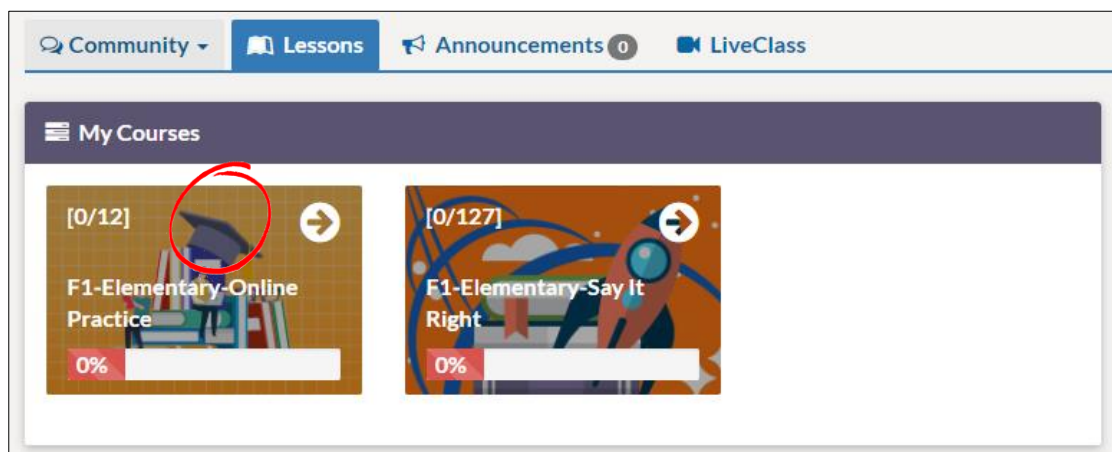 Community
Lessons
Announcements 0
LiveClass
My Courses
[0/12]
F1-Elementary-Online
Practice
0%
[0/127]
F1-Elementary-Say It
Right
0%